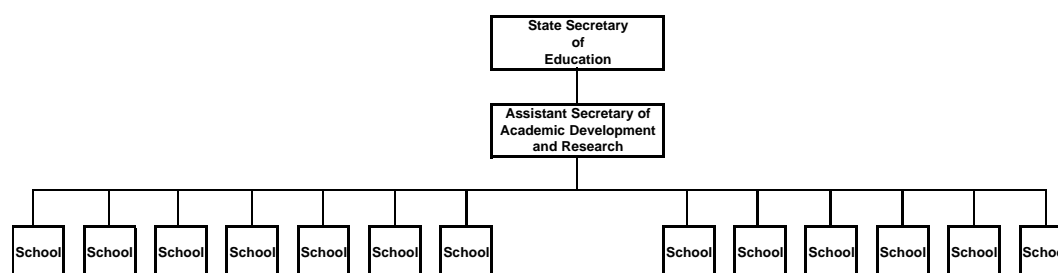 State Secretary
of
Education
Assistant Secretary of
Academic Development
and Research
School School School School School School School School School School School School Schoo